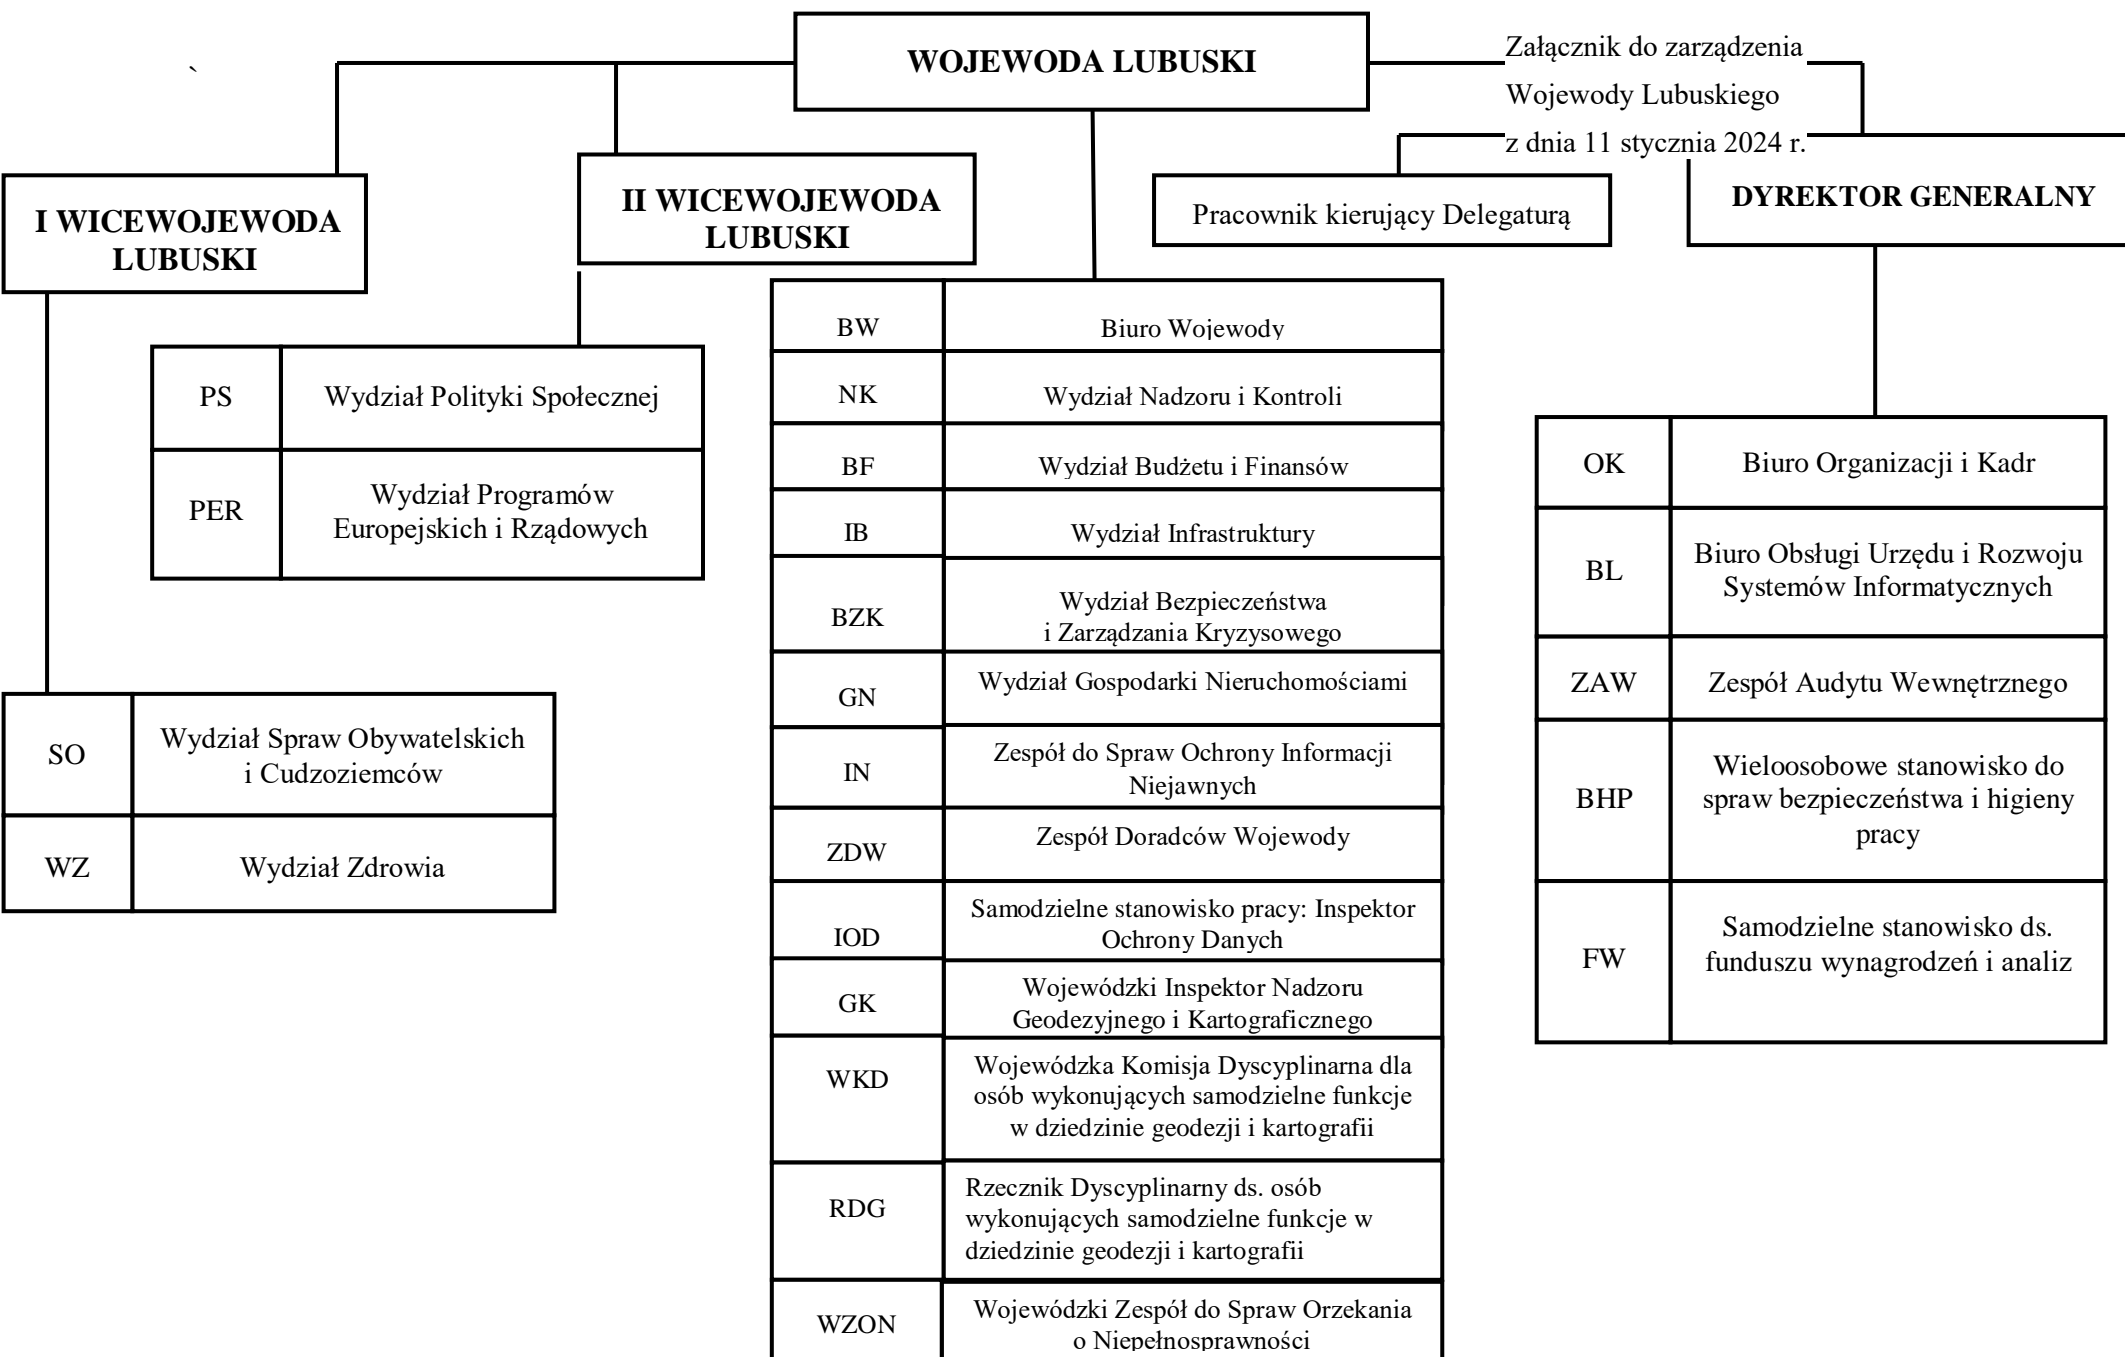 `
WOJEWODA LUBUSKI
Załącznik do zarządzenia
Wojewody Lubuskiego
z dnia 11 stycznia 2024 r.
I WICEWOJEWODA
LUBUSKI
II WICEWOJEWODA
LUBUSKI
Pracownik kierujący Delegaturą
DYREKTOR GENERALNY
PS
Wydział Polityki Społecznej
PER
Wydział Programów
Europejskich i Rządowych
SO
Wydział Spraw Obywatelskich
i Cudzoziemców
WZ
Wydział Zdrowia
BW
Biuro Wojewody
NK
Wydział Nadzoru i Kontroli
BF
Wydział Budżetu i Finansów
IB
Wydział Infrastruktury
BZK
Wydział Bezpieczeństwa
i Zarządzania Kryzysowego
GN
Wydział Gospodarki Nieruchomościami
IN
Zespół do Spraw Ochrony Informacji
Niejawnych
ZDW
Zespół Doradców Wojewody
IOD
Samodzielne stanowisko pracy: Inspektor
Ochrony Danych
GK
Wojewódzki Inspektor Nadzoru
Geodezyjnego i Kartograficznego
WKD
Wojewódzka Komisja Dyscyplinarna dla
osób wykonujących samodzielne funkcje
w dziedzinie geodezji i kartografii
RDG
Rzecznik Dyscyplinarny ds. osób
wykonujących samodzielne funkcje w
dziedzinie geodezji i kartografii
WZON
Wojewódzki Zespół do Spraw Orzekania
o Niepełnosprawności
OK
Biuro Organizacji i Kadr
BL
Biuro Obsługi Urzędu i Rozwoju
Systemów Informatycznych
ZAW
Zespół Audytu Wewnętrznego
BHP
Wieloosobowe stanowisko do
spraw bezpieczeństwa i higieny
pracy
FW
Samodzielne stanowisko ds.
funduszu wynagrodzeń i analiz